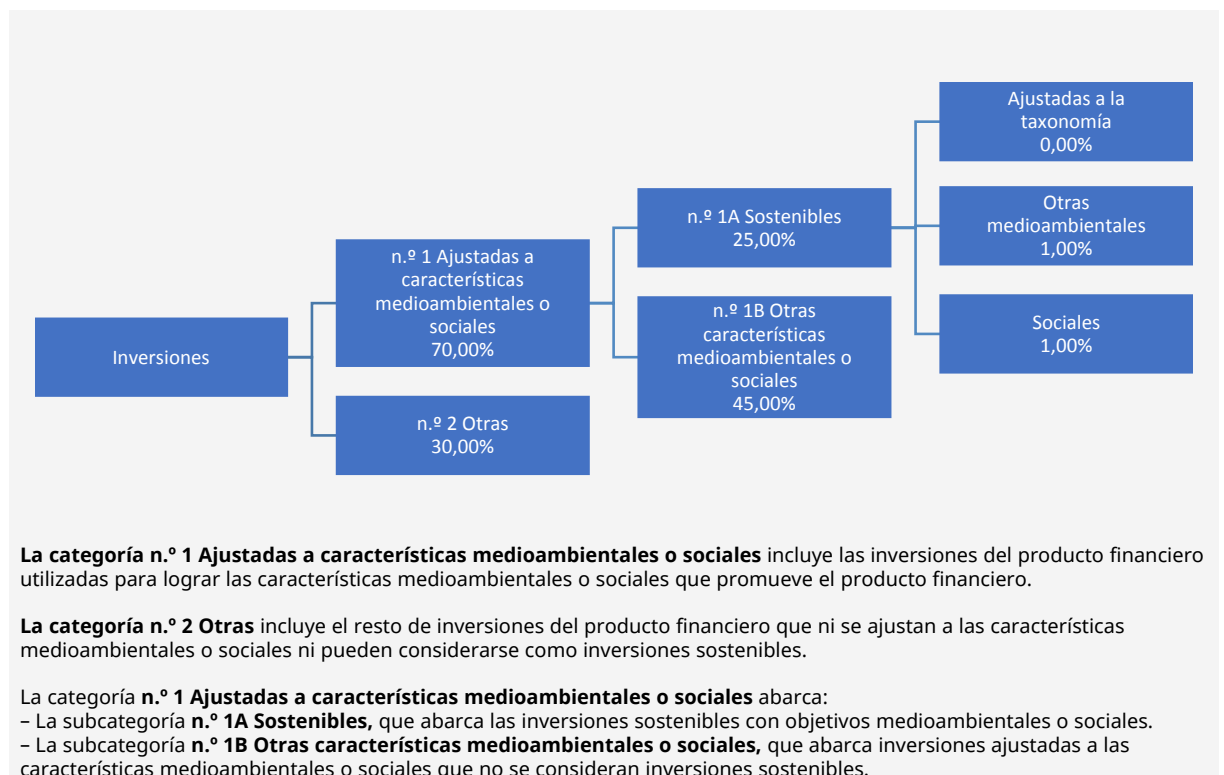 Inversiones
n.º 1 Ajustadas a
características
medioambientales o
sociales
70,00%
n.º 2 Otras
30,00%
n.º 1A Sostenibles
25,00%
n.º 1B Otras
características
medioambientales o
sociales
45,00%
Ajustadas a la
taxonomía
0,00%
Otras
medioambientales
1,00%
Sociales
1,00%
La categoría n.º 1 Ajustadas a características medioambientales o sociales incluye las inversiones del producto financiero
utilizadas para lograr las características medioambientales o sociales que promueve el producto financiero.
La categoría n.º 2 Otras incluye el resto de inversiones del producto financiero que ni se ajustan a las características
medioambientales o sociales ni pueden considerarse como inversiones sostenibles.
La categoría n.º 1 Ajustadas a características medioambientales o sociales abarca:
– La subcategoría n.º 1A Sostenibles, que abarca las inversiones sostenibles con objetivos medioambientales o sociales.
– La subcategoría n.º 1B Otras características medioambientales o sociales, que abarca inversiones ajustadas a las
características medioambientales o sociales que no se consideran inversiones sostenibles.